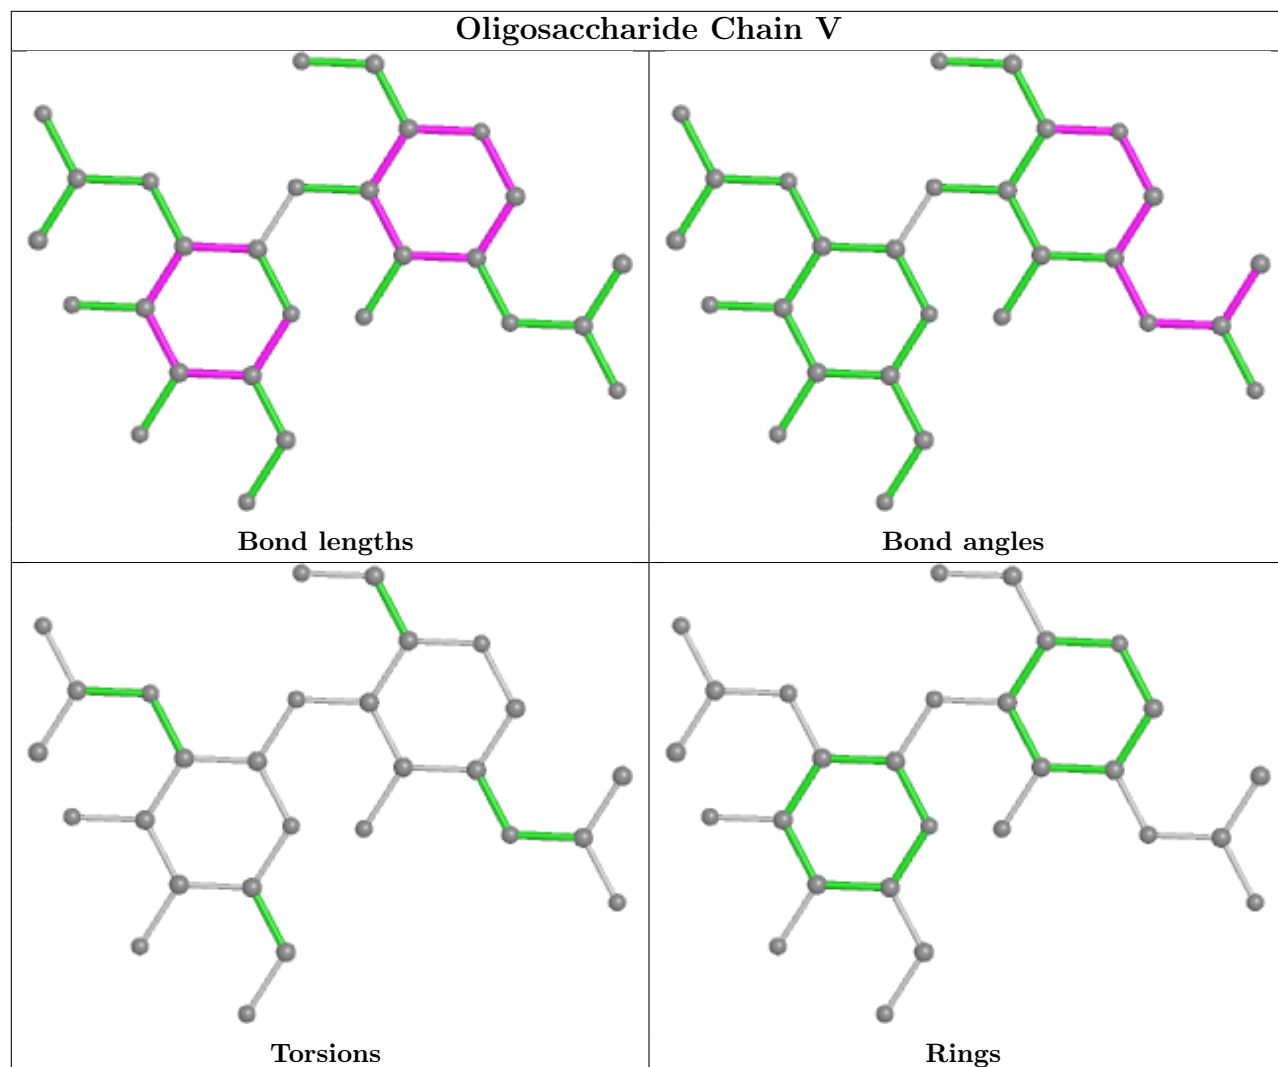 Oligosaccharide Chain V
Bond lengths
Bond angles
Torsions
Rings